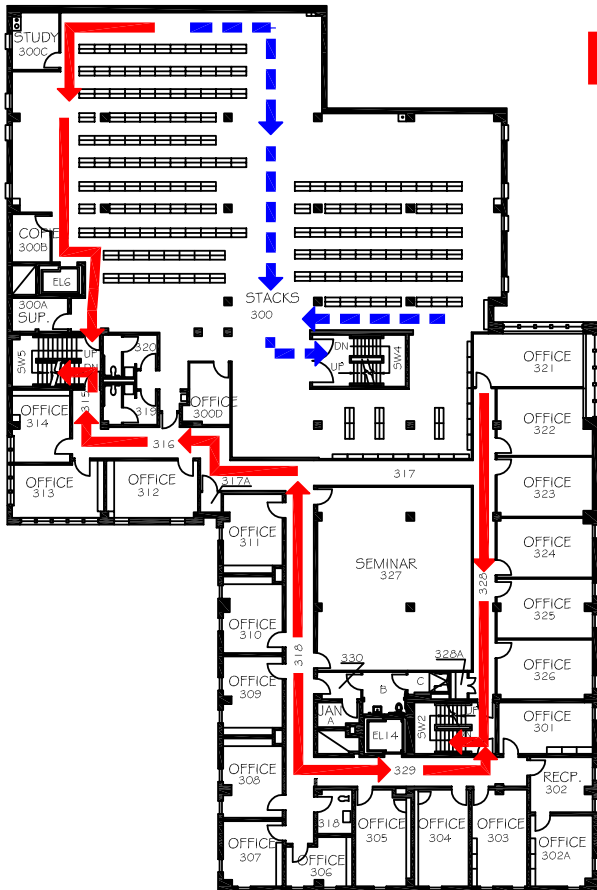 STUDY
300C
COPIE
300B
EL6
300A
SUP.
STACKS
300
SW5
UP
DN
320
DN
UP
SW4
OFFICE
321
OFFICE
314
315
319
OFFICE
300D
OFFICE
322
316
317
317A
OFFICE
313
OFFICE
312
OFFICE
323
OFFICE
311
OFFICE
324
SEMINAR
327
328
OFFICE
310
OFFICE
325
318
330
328A
OFFICE
326
OFFICE
309
B
C
JAN
A
EL14
SW2
UP
OFFICE
301
OFFICE
308
329
RECP.
302
318
OFFICE
305
OFFICE
304
OFFICE
303
OFFICE
307
OFFICE
306
OFFICE
302A